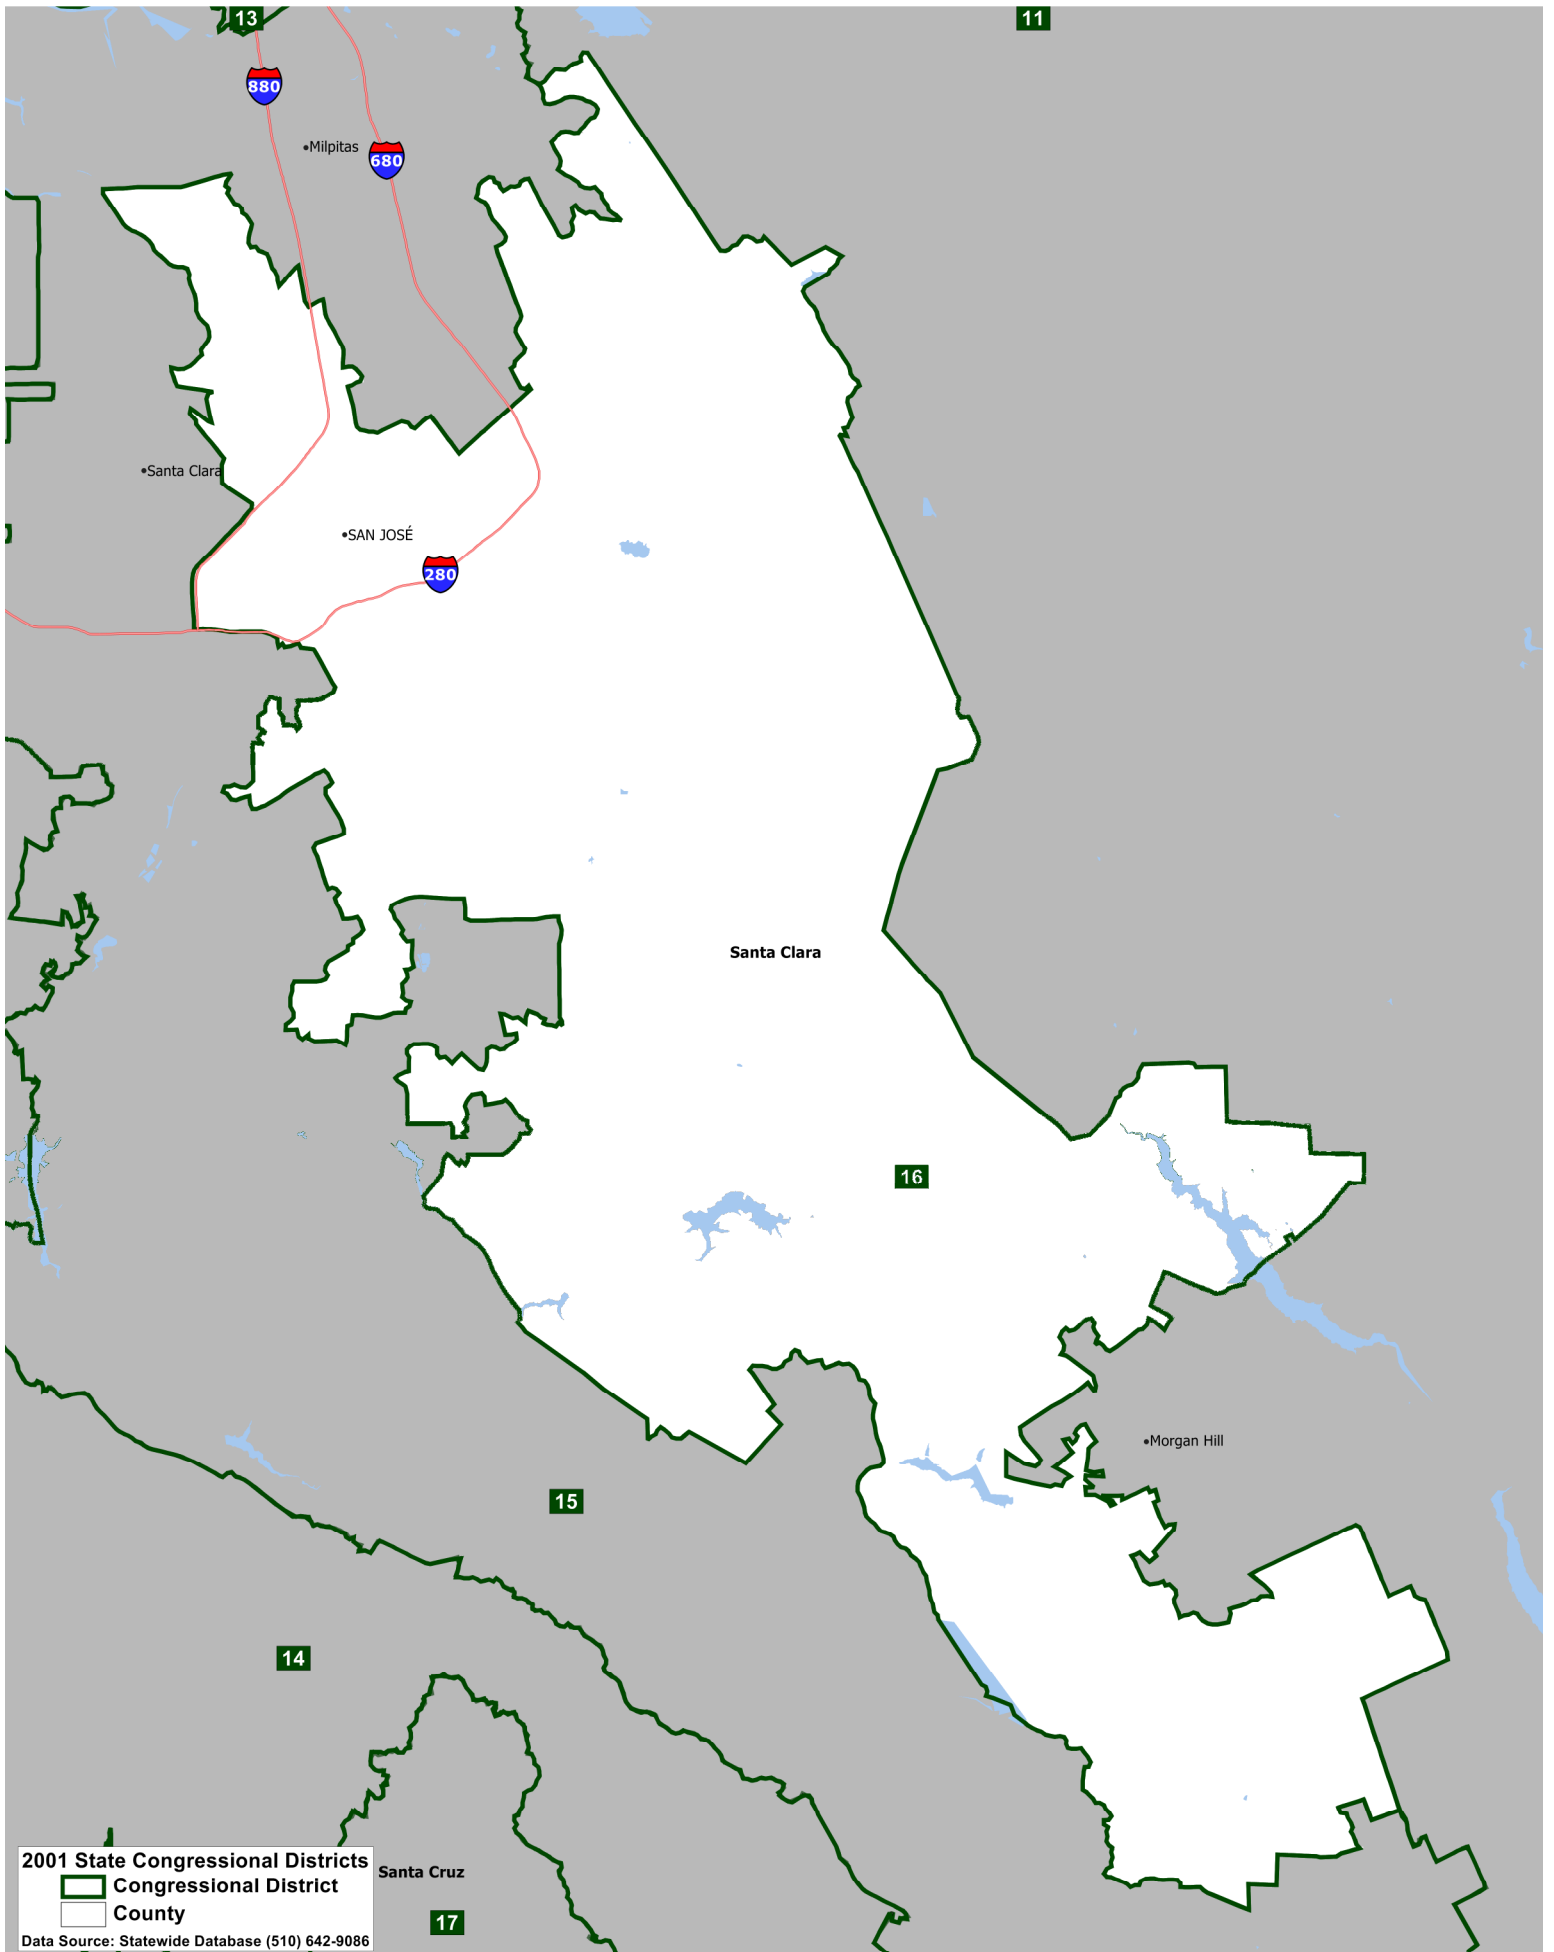 13
11
880
Milpitas
680
Santa Clara
SAN JOSÉ
280
Santa Clara
16
Morgan Hill
15
14
2001 State Congressional Districts
Congressional District
County
Data Source: Statewide Database (510) 642-9086
Santa Cruz
17